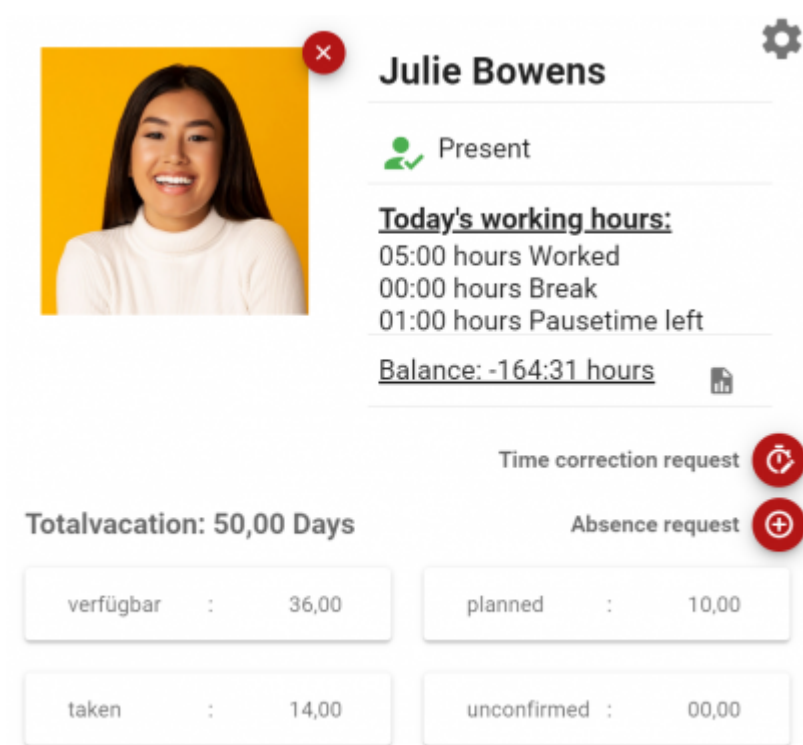 Julie Bowens
Present
Today's working hours:
05:00 hours Worked
00:00 hours Break
01:00 hours Pausetime left
Balance: -164:31 hours
Time correction request
Totalvacation: 50,00 Days
Absence request
verfügbar : 36,00
planned : 10,00
taken : 14,00
unconfirmed : 00,00